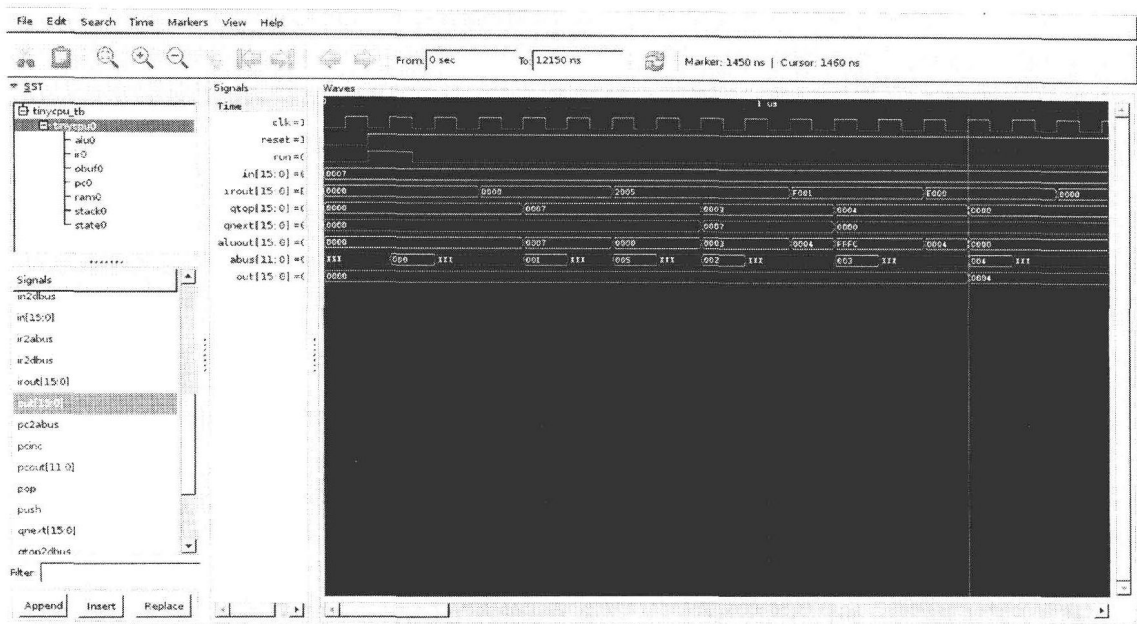 File Edit Search Time Markers View Help
From: 0 sec To: 12150 ns Marker: 1450 ns | Cursor: 1460 ns
SST
tinycpu_tb
tinycpu0
alu0
ir0
obuf0
pc0
ram0
stack0
state0
Signals
in2dbus
in[15:0]
ir2abus
ir2dbus
irout[15:0]
pc2abus
pcinc
pcout[11:0]
pop
push
qnext[15:0]
qtop2dbus
Filter
Append Insert Replace
Signals
Time
clk=1
reset=1
run=(
in[15:0]=(
irout[15:0]=
qtop[15:0]=(
qnext[15:0]=(
aluout[15:0]=(
abus[11:0]=(
out[15:0]=(
Waves
1 us
0007
0000 D000 2005 F001 E000 0000
0000 0007 0003 0004 0000
0000 0007 0000
0000 0007 0000 0003 0004 FFFC 0004 0000
XXX 000 XXX 001 XXX 005 XXX 002 XXX 003 XXX 004 XXX
0000 0004